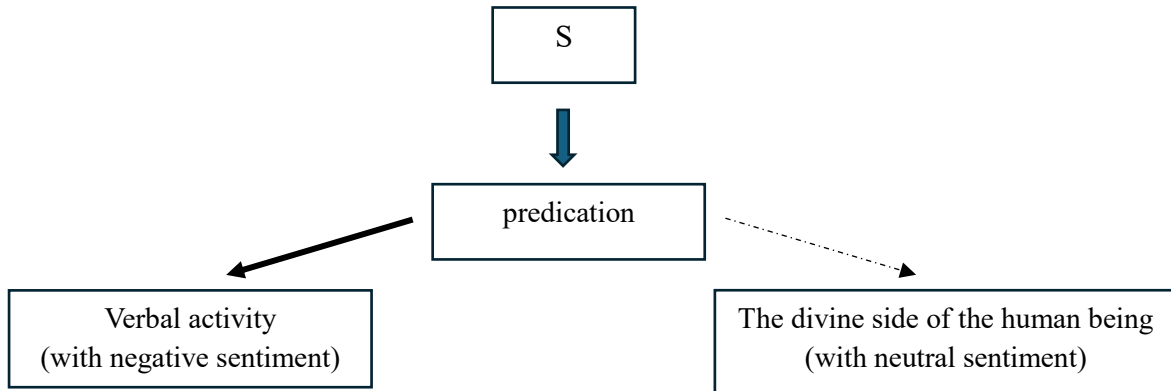 S
predication
Verbal activity
(with negative sentiment)
The divine side of the human being
(with neutral sentiment)